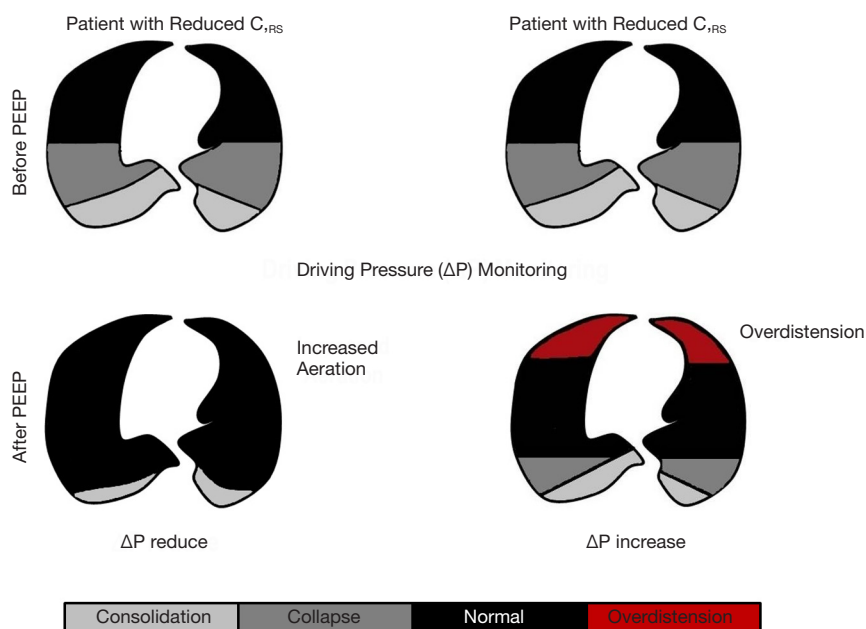 Patient with Reduced C,RS
Patient with Reduced C,RS
Before PEEP
Driving Pressure (ΔP) Monitoring
After PEEP
Increased
Aeration
Overdistension
ΔP reduce
ΔP increase
Consolidation
Collapse
Normal
Overdistension